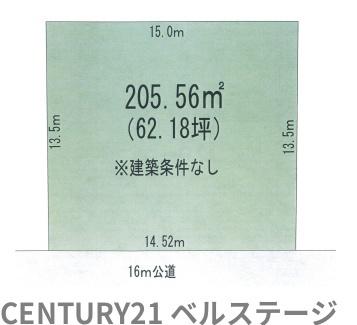 15.0m
205.56㎡
(62.18坪)
13.5m
13.5m
※建築条件なし
14.52m
16m公道
CENTURY21 ベルステージ